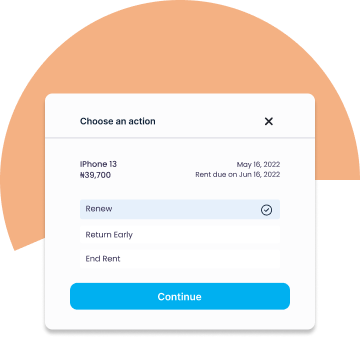 Choose an action
IPhone 13
May 16, 2022
₦39,700
Rent due on Jun 16, 2022
Renew
Return Early
End Rent
Continue